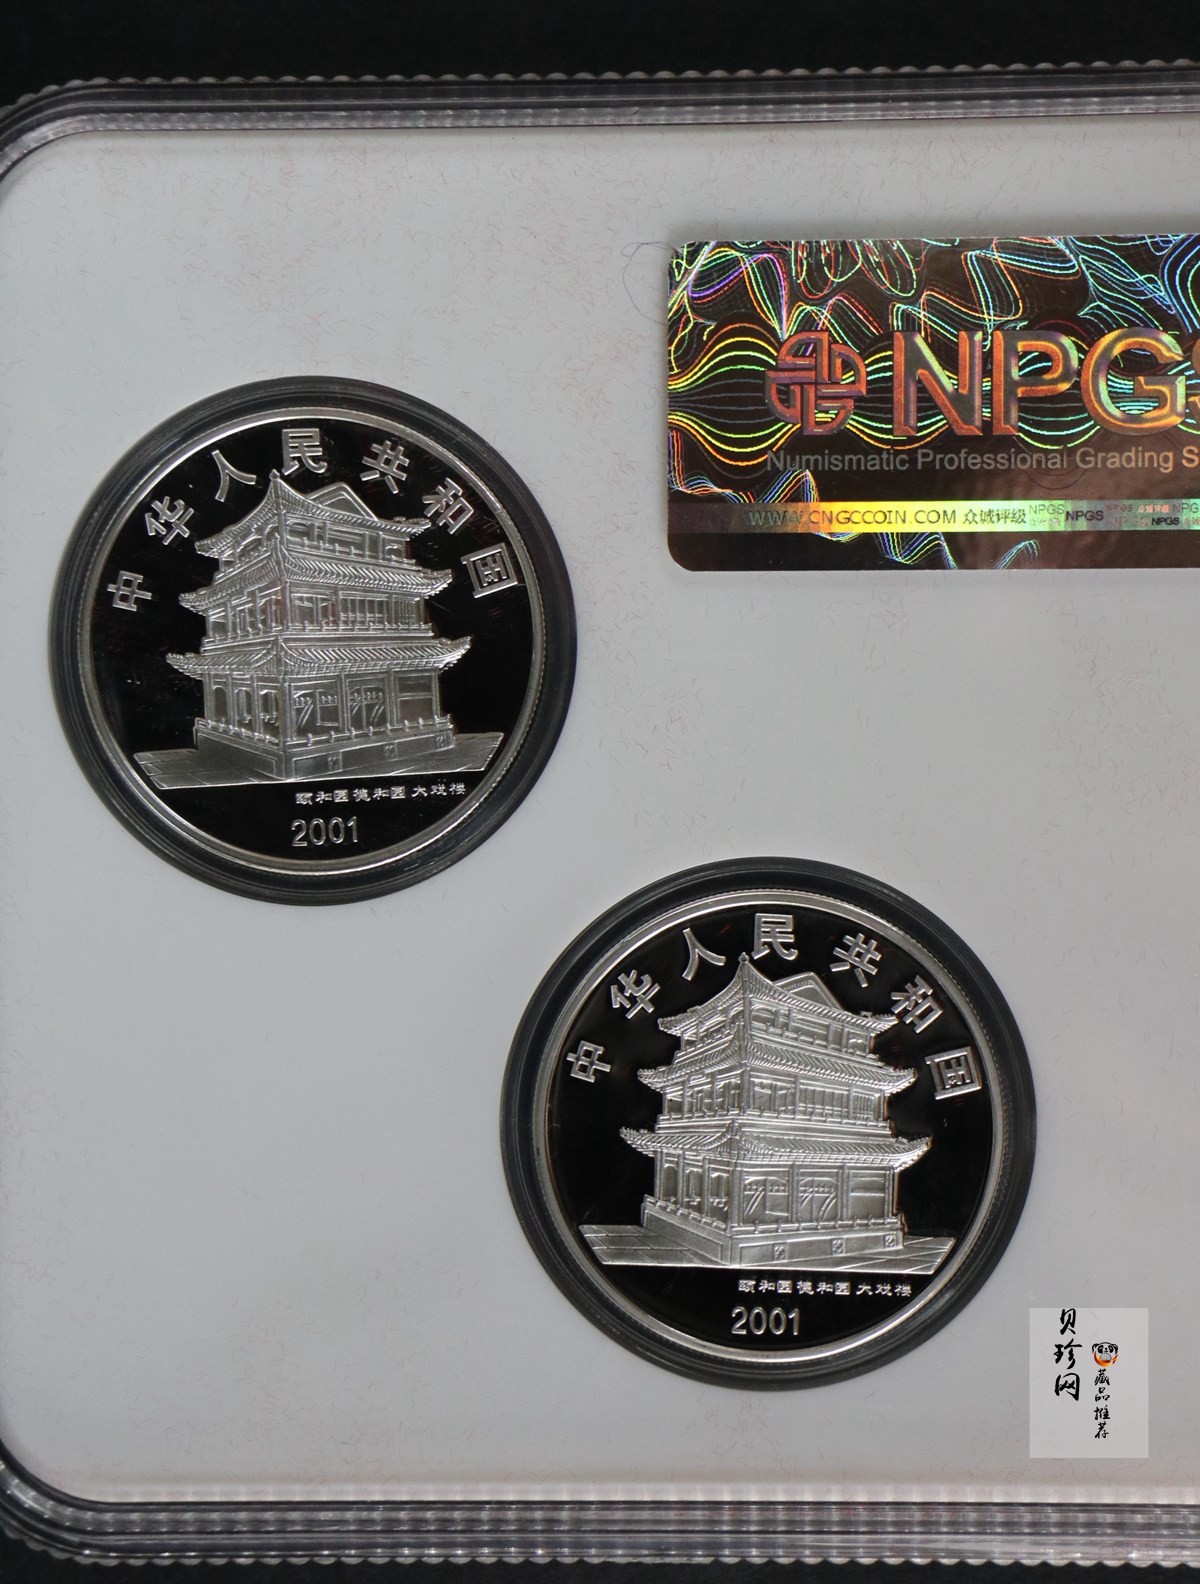 NPGS
Numismatic Professional Grading S
WWW.CNGCCOIN.COM 众诚评级
NPGS
NPGS
中华人民共和国
颐和园德和园大戏楼
2001
中华人民共和国
颐和园德和园大戏楼
2001
贝珍网
藏品推荐